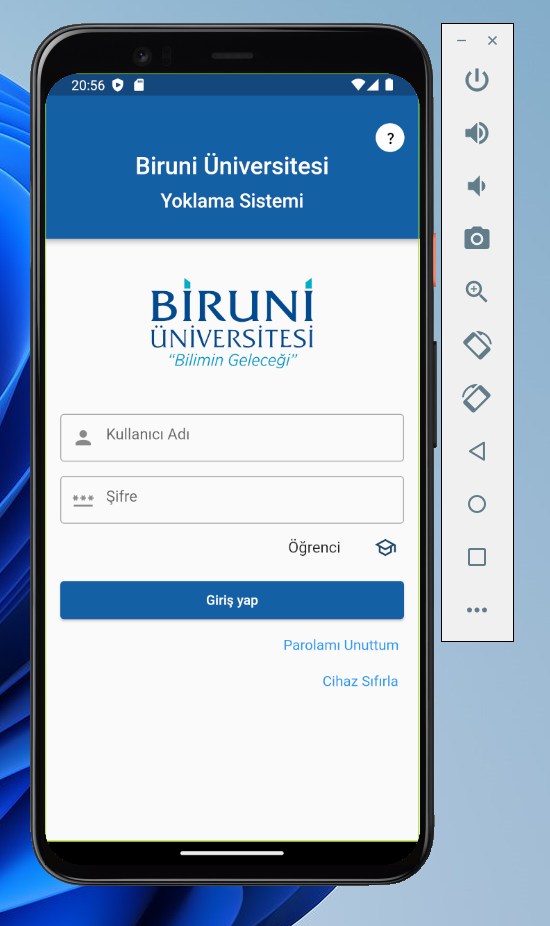 20:56
?
Biruni Üniversitesi
Yoklama Sistemi
BİRUNİ
ÜNİVERSİTESİ
“Bilimin Geleceği”
Kullanıcı Adı
Şifre
Öğrenci
Giriş yap
Parolamı Unuttum
Cihaz Sıfırla